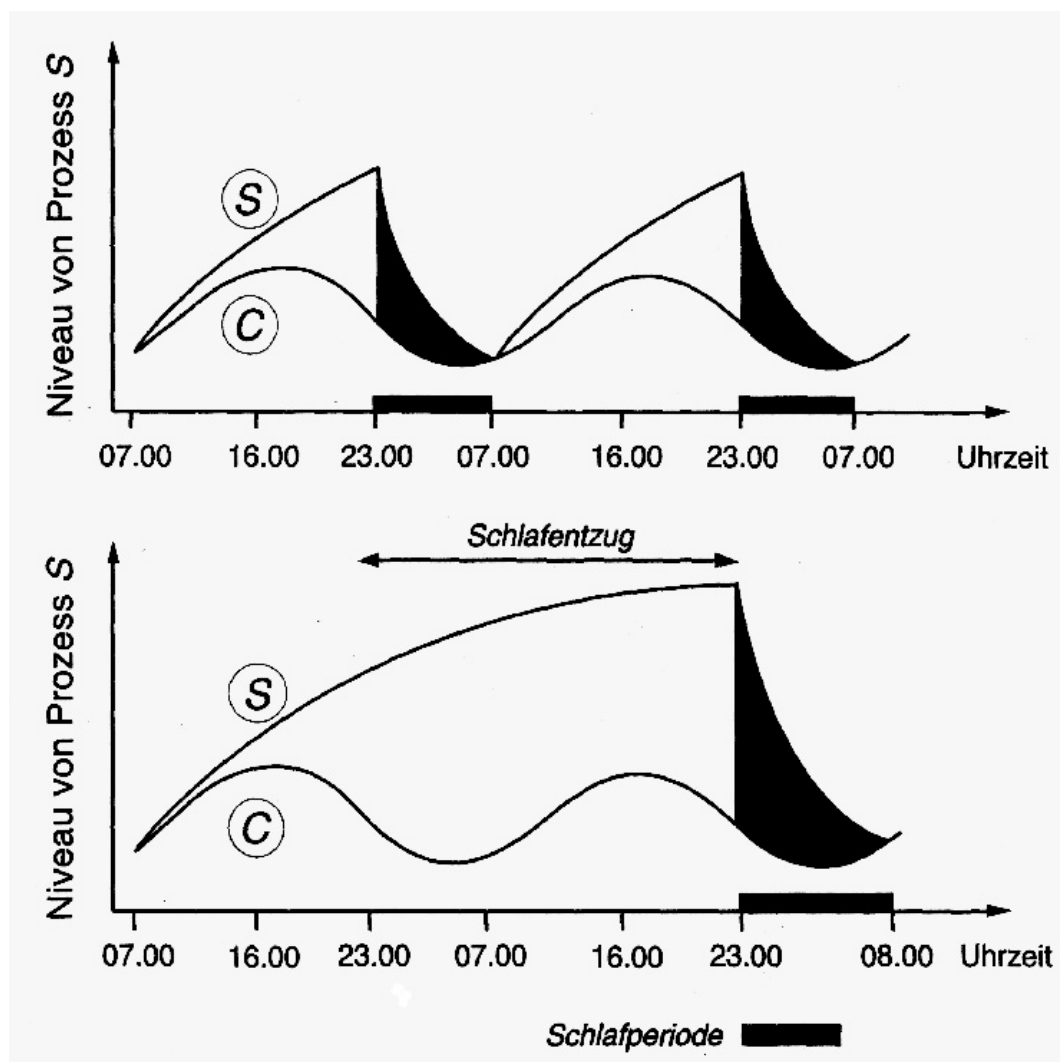 Niveau von Prozess S
S
C
07.00 16.00 23.00 07.00 16.00 23.00 07.00 Uhrzeit
Schlafentzug
Niveau von Prozess S
S
C
07.00 16.00 23.00 07.00 16.00 23.00 08.00 Uhrzeit
Schlafperiode